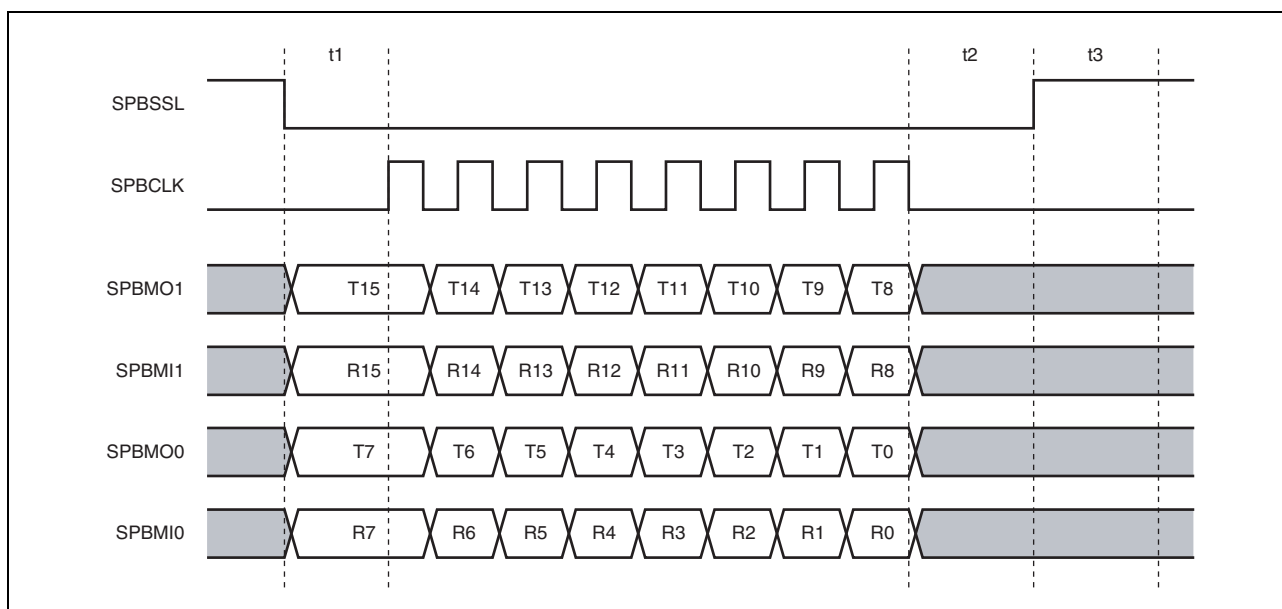 t1 t2 t3
SPBSSL
SPBCLK
SPBMO1 T15 T14 T13 T12 T11 T10 T9 T8
SPBMI1 R15 R14 R13 R12 R11 R10 R9 R8
SPBMO0 T7 T6 T5 T4 T3 T2 T1 T0
SPBMI0 R7 R6 R5 R4 R3 R2 R1 R0